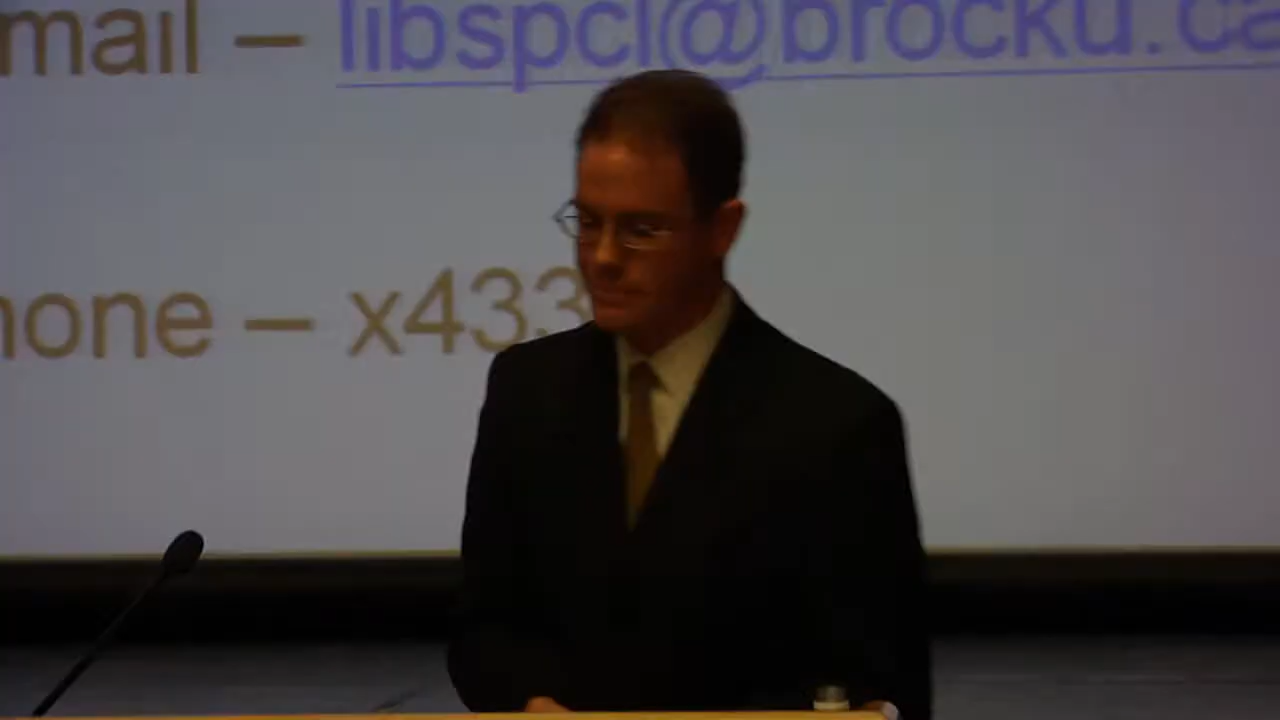 mail – libspcl@brocku.ca
hone – x433